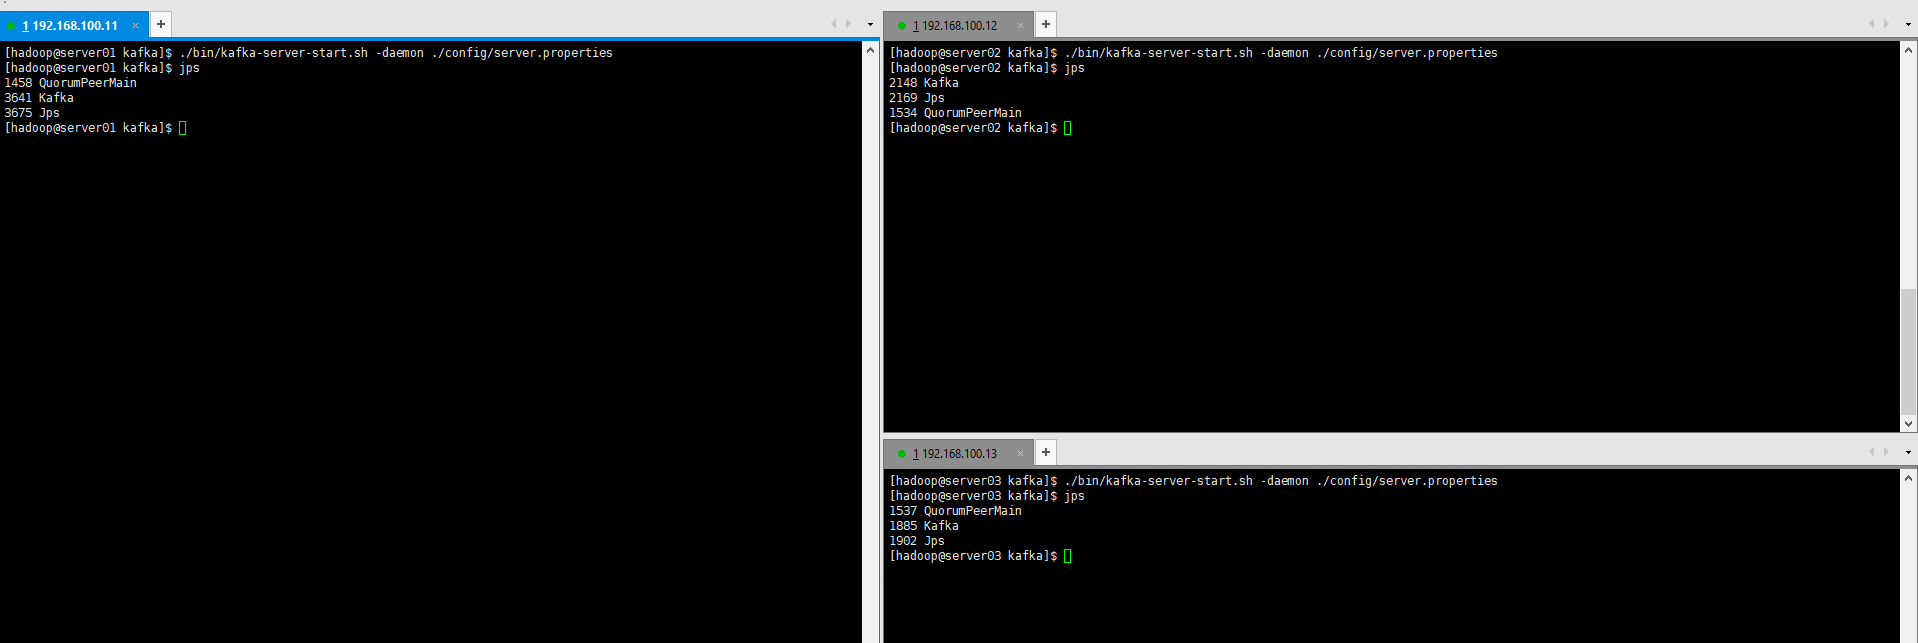 1 192.168.100.11 × +
[hadoop@server01 kafka]$ ./bin/kafka-server-start.sh -daemon ./config/server.properties
[hadoop@server01 kafka]$ jps
1458 QuorumPeerMain
3641 Kafka
3675 Jps
[hadoop@server01 kafka]$
1 192.168.100.12 × +
[hadoop@server02 kafka]$ ./bin/kafka-server-start.sh -daemon ./config/server.properties
[hadoop@server02 kafka]$ jps
2148 Kafka
2169 Jps
1534 QuorumPeerMain
[hadoop@server02 kafka]$
1 192.168.100.13 × +
[hadoop@server03 kafka]$ ./bin/kafka-server-start.sh -daemon ./config/server.properties
[hadoop@server03 kafka]$ jps
1537 QuorumPeerMain
1885 Kafka
1902 Jps
[hadoop@server03 kafka]$